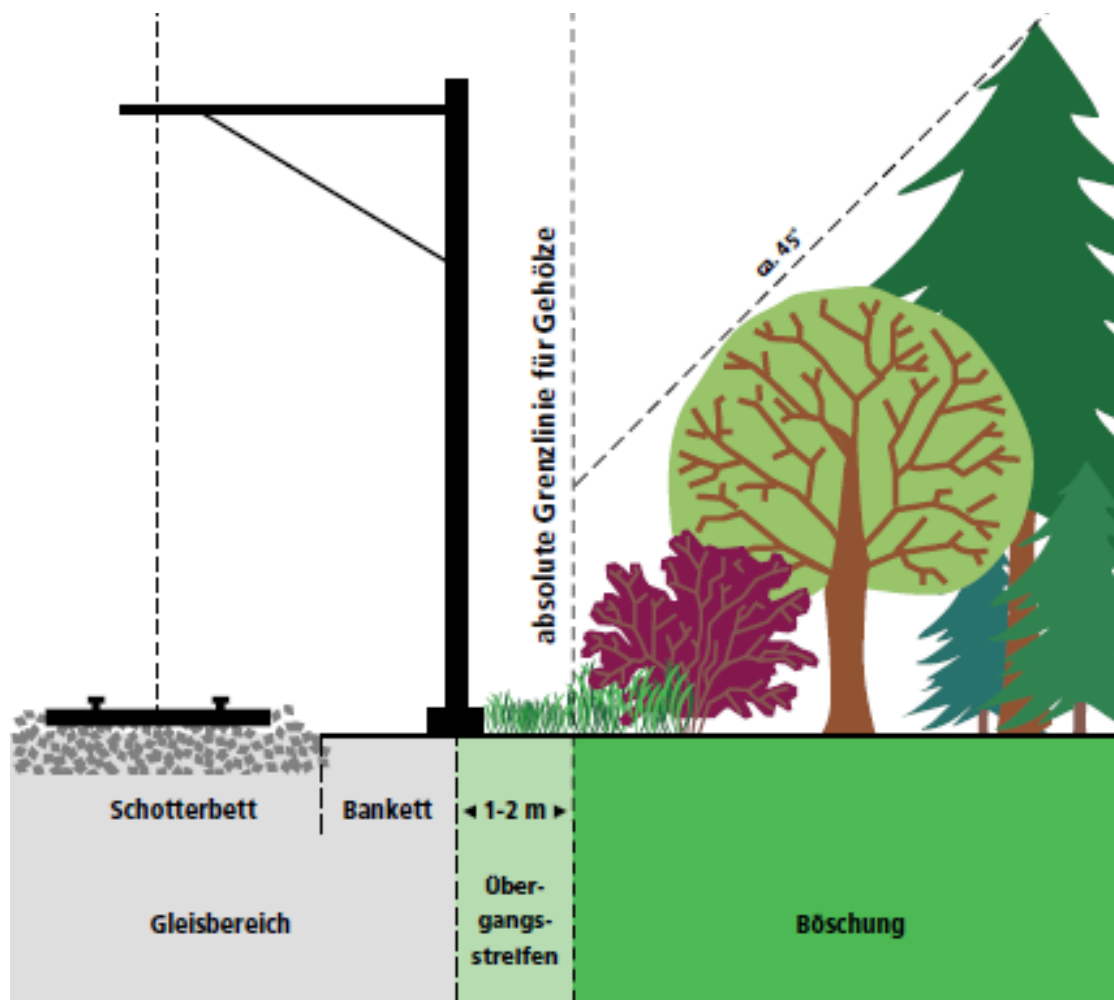 absolute Grenzlinie für Gehölze
ca. 45°
Schotterbett
Bankett
1-2 m
Gleisbereich
Über-
gangs-
streifen
Böschung